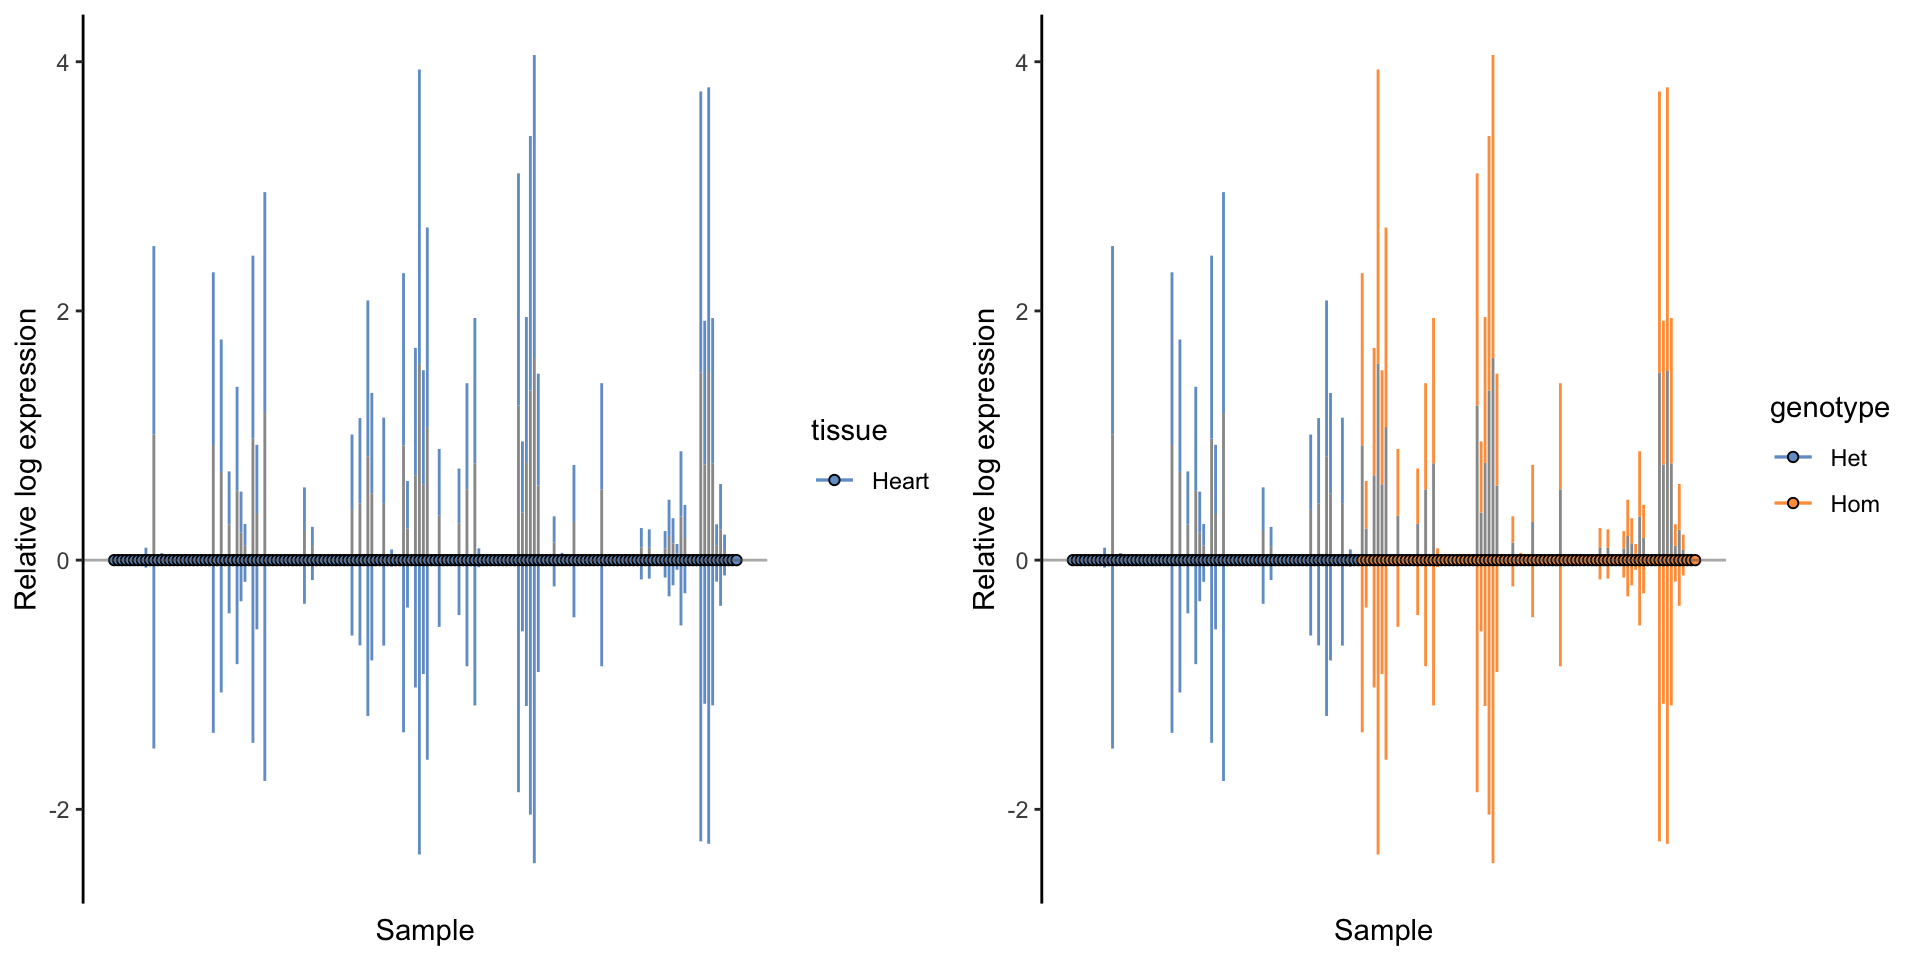 Relative log expression
4
2
0
-2
Sample
tissue
Heart
Relative log expression
4
2
0
-2
Sample
genotype
Het
Hom